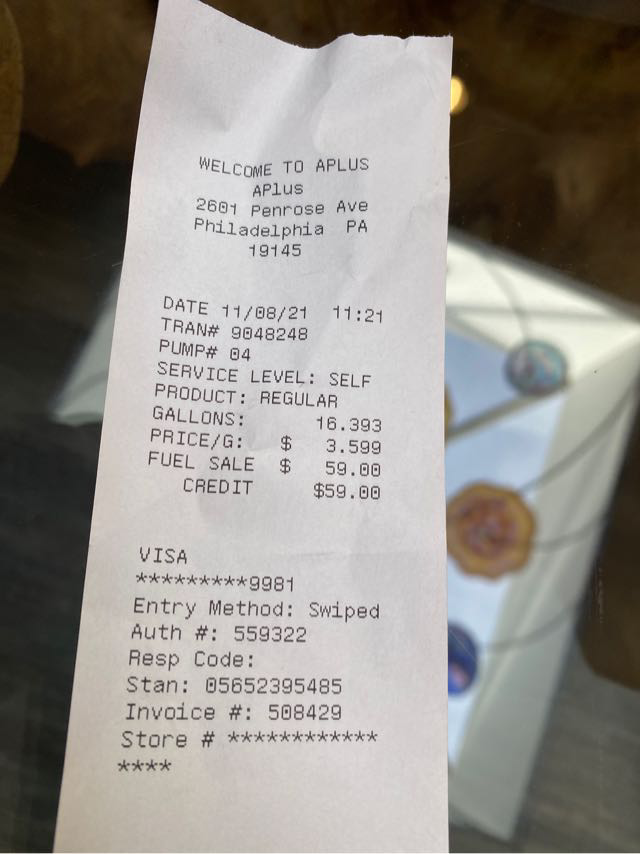 WELCOME TO APLUS
APlus
2601 Penrose Ave
Philadelphia PA
19145
DATE 11/08/21 11:21
TRAN# 9048248
PUMP# 04
SERVICE LEVEL: SELF
PRODUCT: REGULAR
GALLONS: 16.393
PRICE/G: $ 3.599
FUEL SALE $ 59.00
CREDIT $59.00
VISA
*********9981
Entry Method: Swiped
Auth #: 559322
Resp Code:
Stan: 05652395485
Invoice #: 508429
Store # ************
****